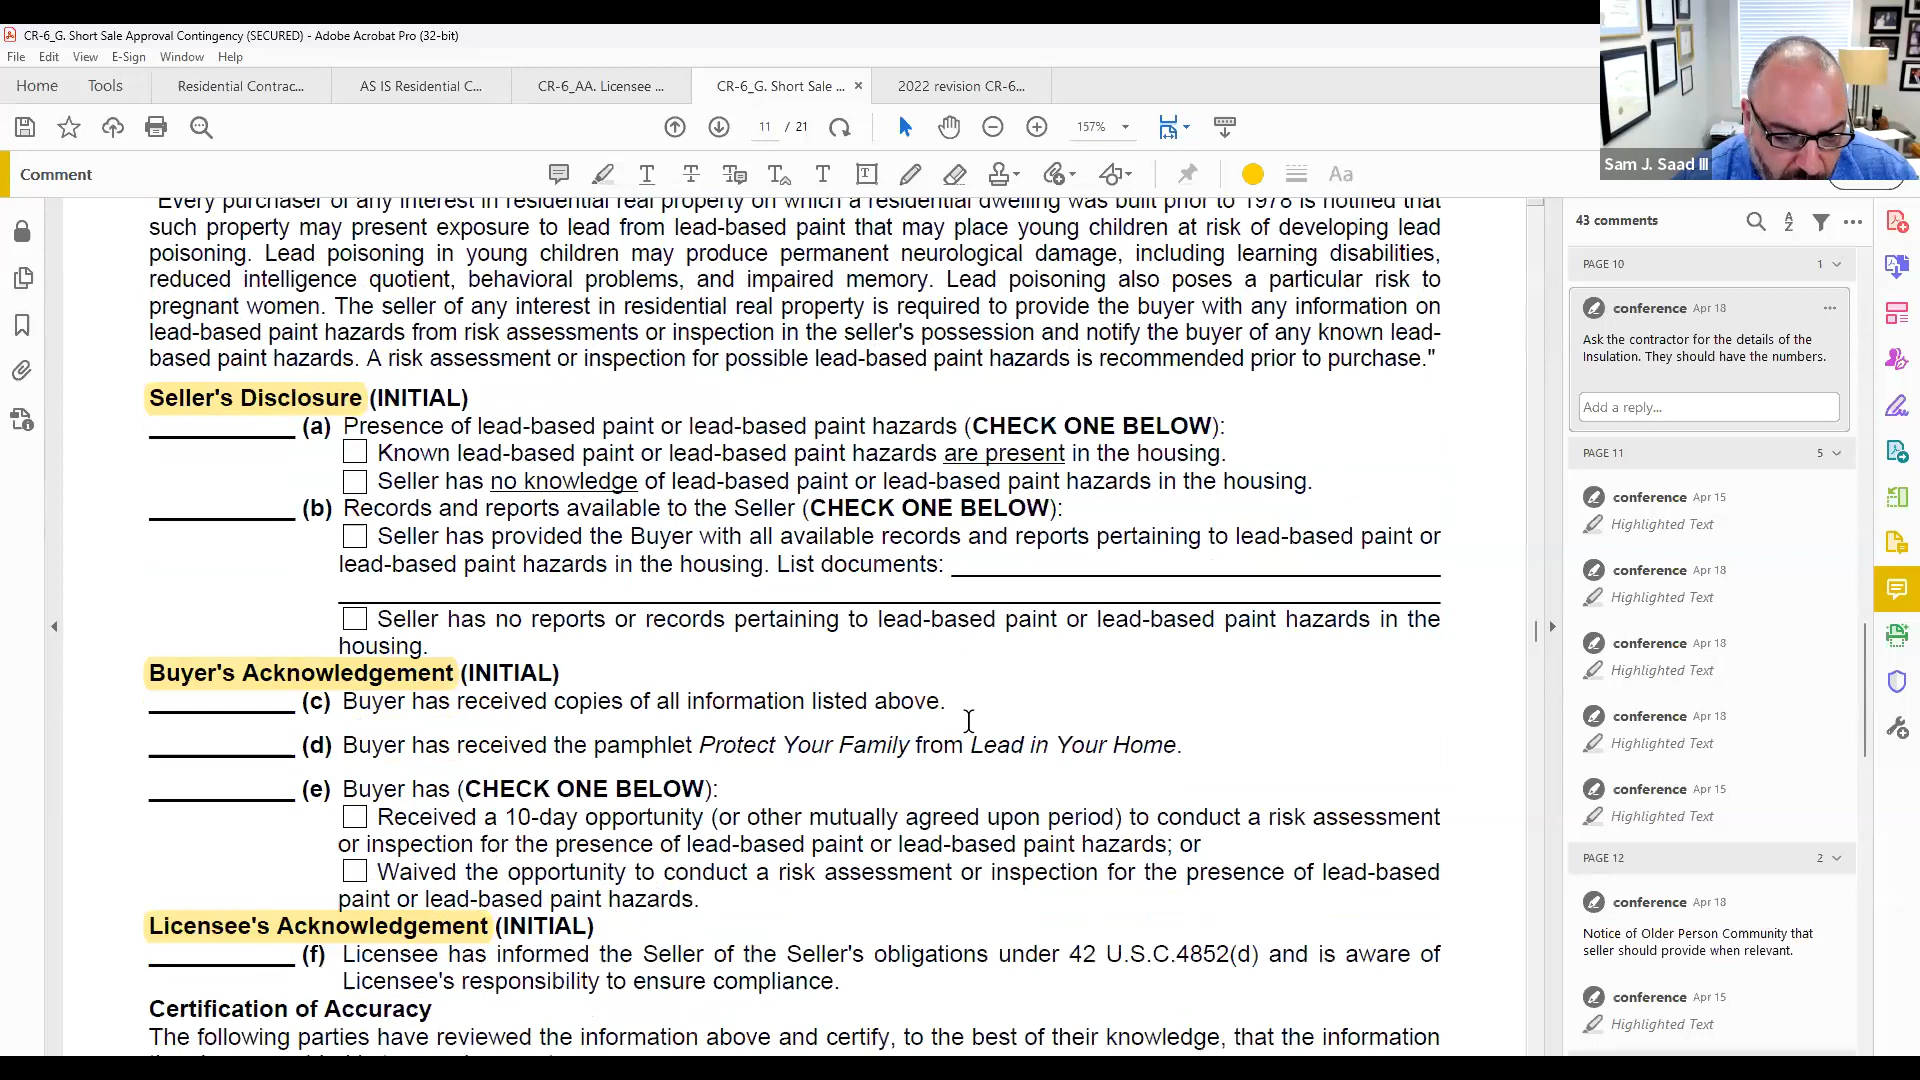 CR-6_G. Short Sale Approval Contingency (SECURED) - Adobe Acrobat Pro (32-bit)
File Edit View E-Sign Window Help
Home Tools Residential Contrac... AS IS Residential C... CR-6_AA. Licensee ... CR-6_G. Short Sale ... × 2022 revision CR-6...
11 / 21 157%
Comment
Aa
Sam J. Saad III
"Every purchaser of any interest in residential real property on which a residential dwelling was built prior to 1978 is notified that
such property may present exposure to lead from lead-based paint that may place young children at risk of developing lead
poisoning. Lead poisoning in young children may produce permanent neurological damage, including learning disabilities,
reduced intelligence quotient, behavioral problems, and impaired memory. Lead poisoning also poses a particular risk to
pregnant women. The seller of any interest in residential real property is required to provide the buyer with any information on
lead-based paint hazards from risk assessments or inspection in the seller's possession and notify the buyer of any known lead-
based paint hazards. A risk assessment or inspection for possible lead-based paint hazards is recommended prior to purchase."
Seller's Disclosure (INITIAL)
(a) Presence of lead-based paint or lead-based paint hazards (CHECK ONE BELOW):
Known lead-based paint or lead-based paint hazards are present in the housing.
Seller has no knowledge of lead-based paint or lead-based paint hazards in the housing.
(b) Records and reports available to the Seller (CHECK ONE BELOW):
Seller has provided the Buyer with all available records and reports pertaining to lead-based paint or
lead-based paint hazards in the housing. List documents:
Seller has no reports or records pertaining to lead-based paint or lead-based paint hazards in the
housing.
Buyer's Acknowledgement (INITIAL)
(c) Buyer has received copies of all information listed above.
(d) Buyer has received the pamphlet Protect Your Family from Lead in Your Home.
(e) Buyer has (CHECK ONE BELOW):
Received a 10-day opportunity (or other mutually agreed upon period) to conduct a risk assessment
or inspection for the presence of lead-based paint or lead-based paint hazards; or
Waived the opportunity to conduct a risk assessment or inspection for the presence of lead-based
paint or lead-based paint hazards.
Licensee's Acknowledgement (INITIAL)
(f) Licensee has informed the Seller of the Seller's obligations under 42 U.S.C.4852(d) and is aware of
Licensee's responsibility to ensure compliance.
Certification of Accuracy
The following parties have reviewed the information above and certify, to the best of their knowledge, that the information
43 comments
PAGE 10 1
conference Apr 18
Ask the contractor for the details of the
Insulation. They should have the numbers.
Add a reply...
PAGE 11 5
conference Apr 15
Highlighted Text
conference Apr 18
Highlighted Text
conference Apr 18
Highlighted Text
conference Apr 18
Highlighted Text
conference Apr 15
Highlighted Text
PAGE 12 2
conference Apr 18
Notice of Older Person Community that
seller should provide when relevant.
conference Apr 15
Highlighted Text